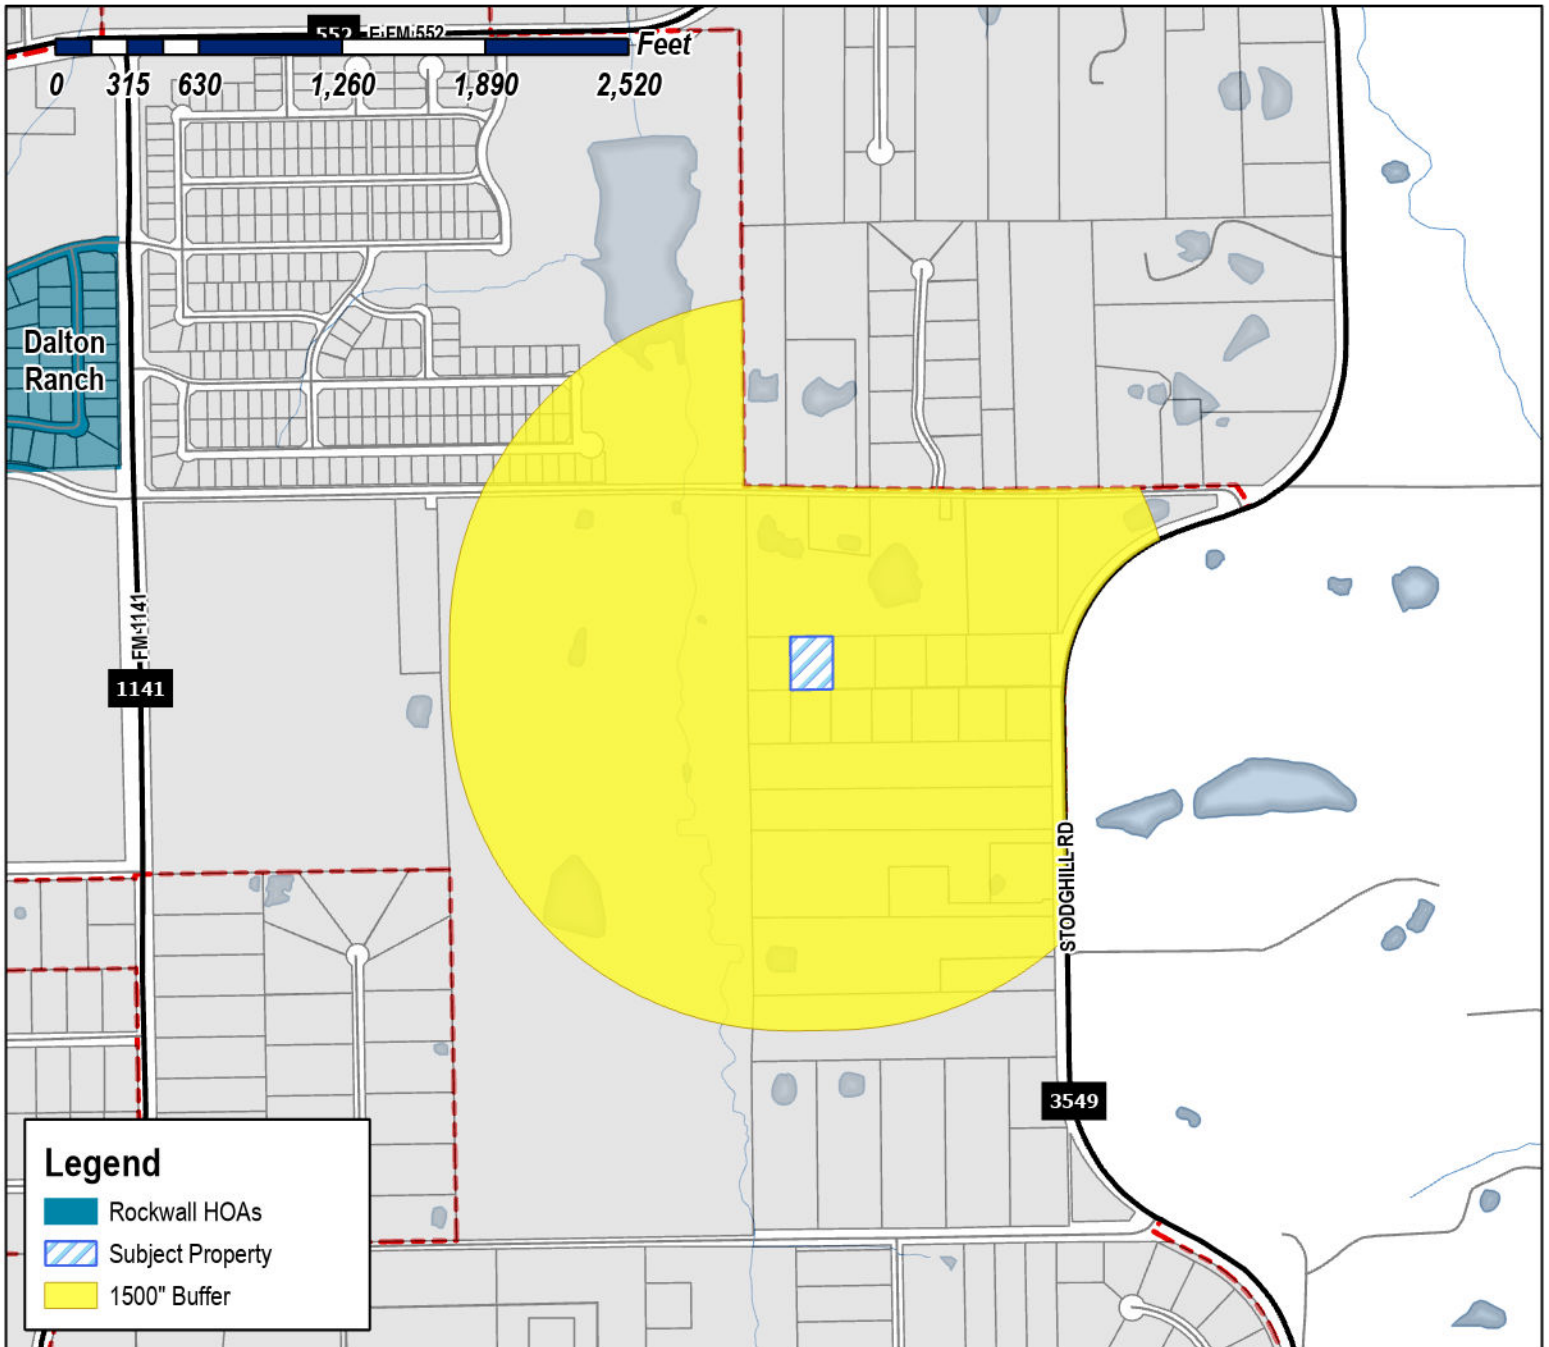 552 E FM 552
Feet
0 315 630 1,260 1,890 2,520
Dalton
Ranch
FM 1141
1141
STODGHILL RD
3549
Legend
Rockwall HOAs
Subject Property
1500" Buffer